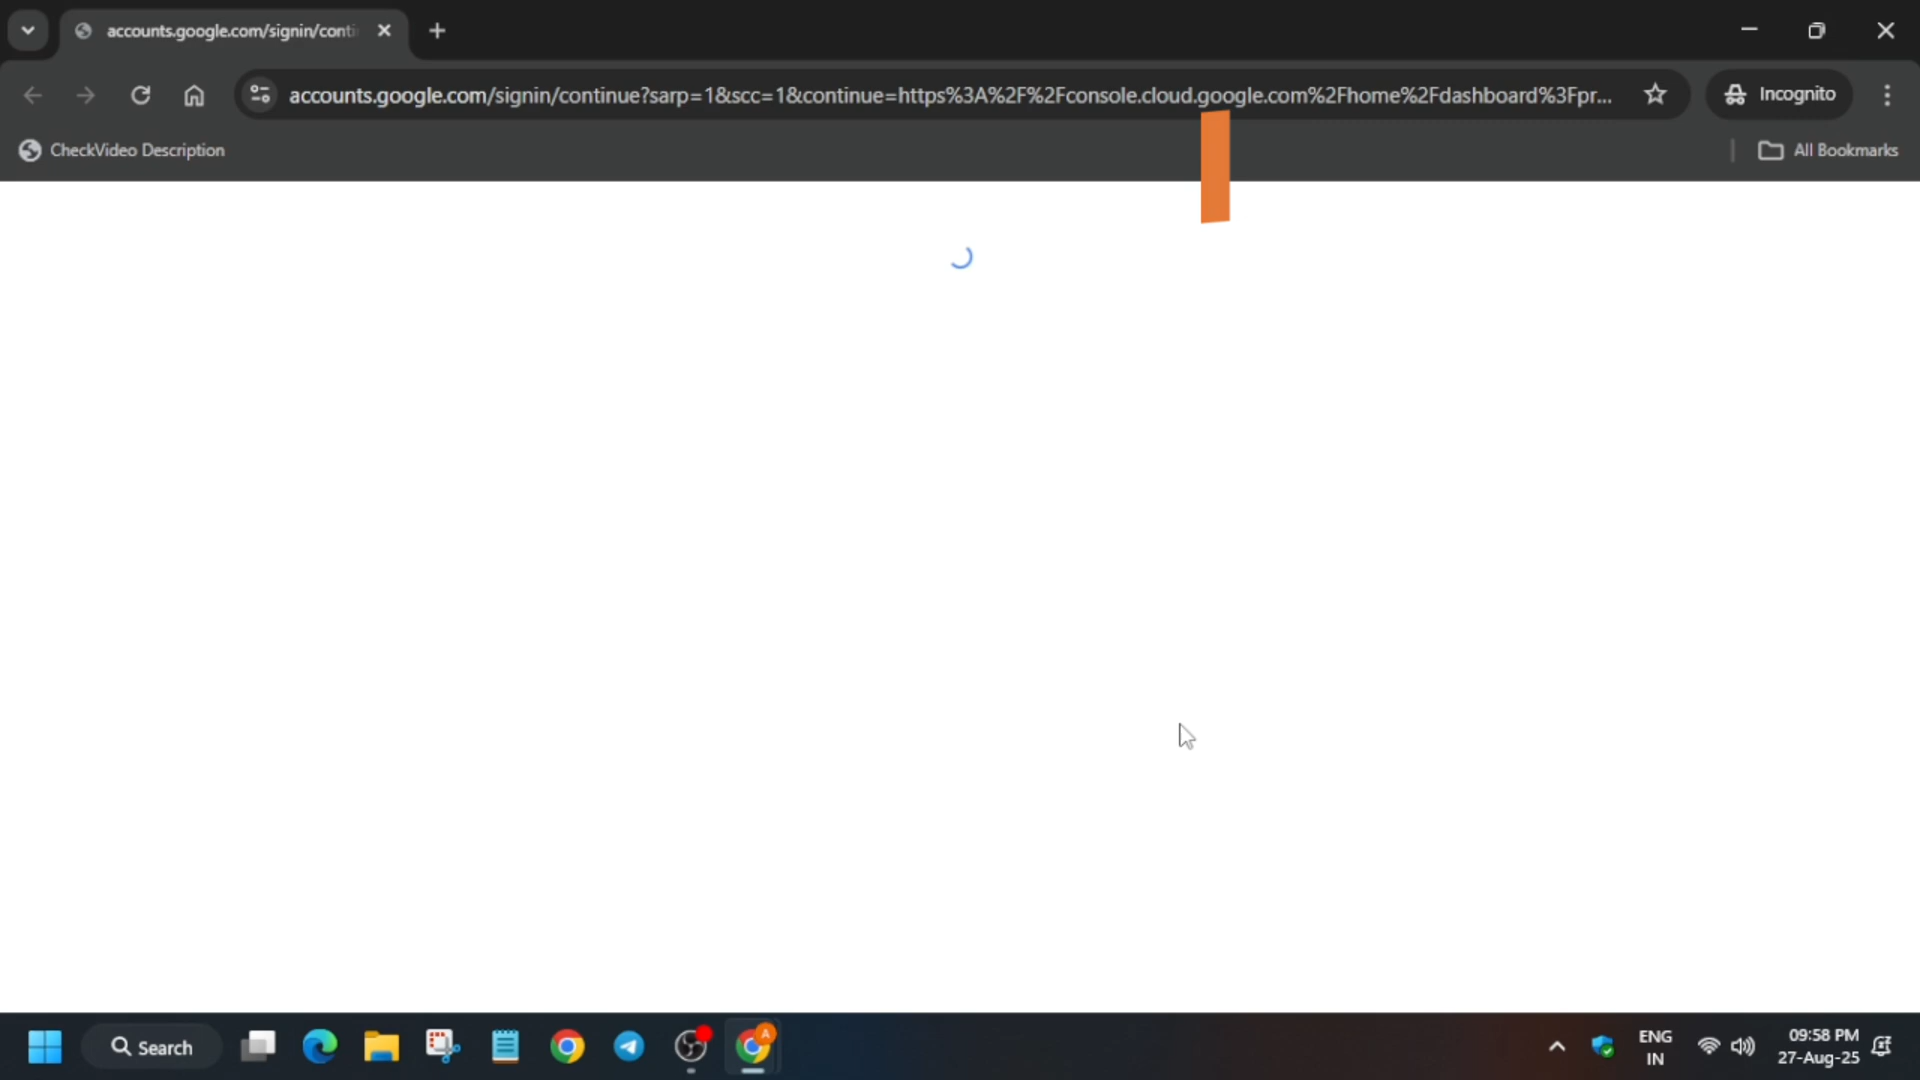 accounts.google.com/signin/conti
accounts.google.com/signin/continue?sarp=1&scc=1&continue=https%3A%2F%2Fconsole.cloud.google.com%2Fhome%2Fdashboard%3Fpr...
Incognito
CheckVideo Description
All Bookmarks
Search
A
ENG
IN
09:58 PM
27-Aug-25